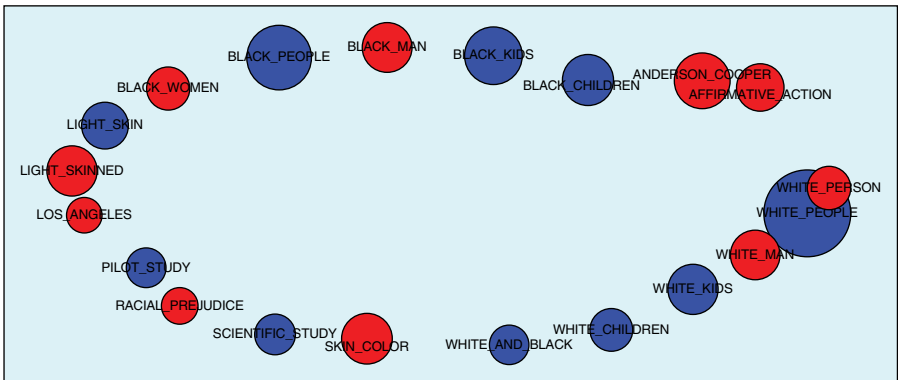 BLACK_PEOPLE
BLACK_MAN
BLACK_KIDS
BLACK_CHILDREN
ANDERSON_COOPER
AFFIRMATIVE_ACTION
BLACK_WOMEN
LIGHT_SKIN
LIGHT_SKINNED
LOS_ANGELES
WHITE_PERSON
WHITE_PEOPLE
WHITE_MAN
PILOT_STUDY
WHITE_KIDS
RACIAL_PREJUDICE
SCIENTIFIC_STUDY
SKIN_COLOR
WHITE_AND_BLACK
WHITE_CHILDREN